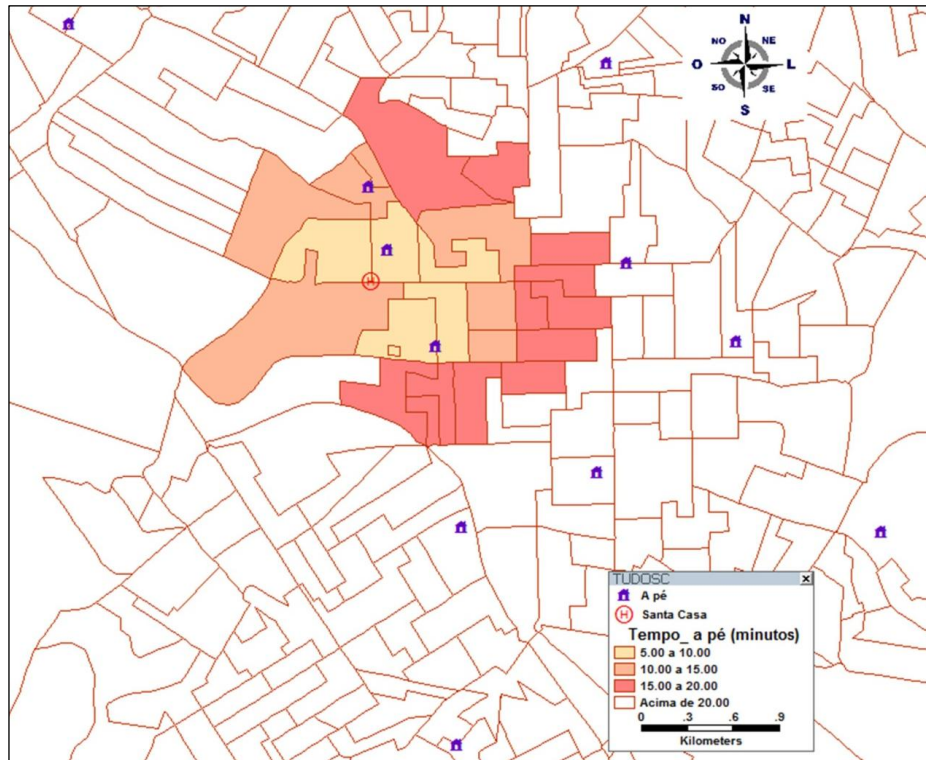 N
NO NE
O L
SO SE
S
H
TUDOSC
A pé
H Santa Casa
Tempo_ a pé (minutos)
5.00 a 10.00
10.00 a 15.00
15.00 a 20.00
Acima de 20.00
0 .3 .6 .9
Kilometers